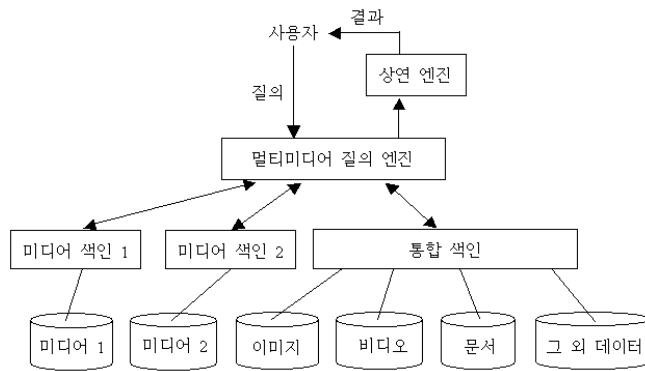 결과
사용자
상연 엔진
질의
멀티미디어 질의 엔진
미디어 색인 1
미디어 색인 2
통합 색인
미디어 1
미디어 2
이미지
비디오
문서
그 외 데이터